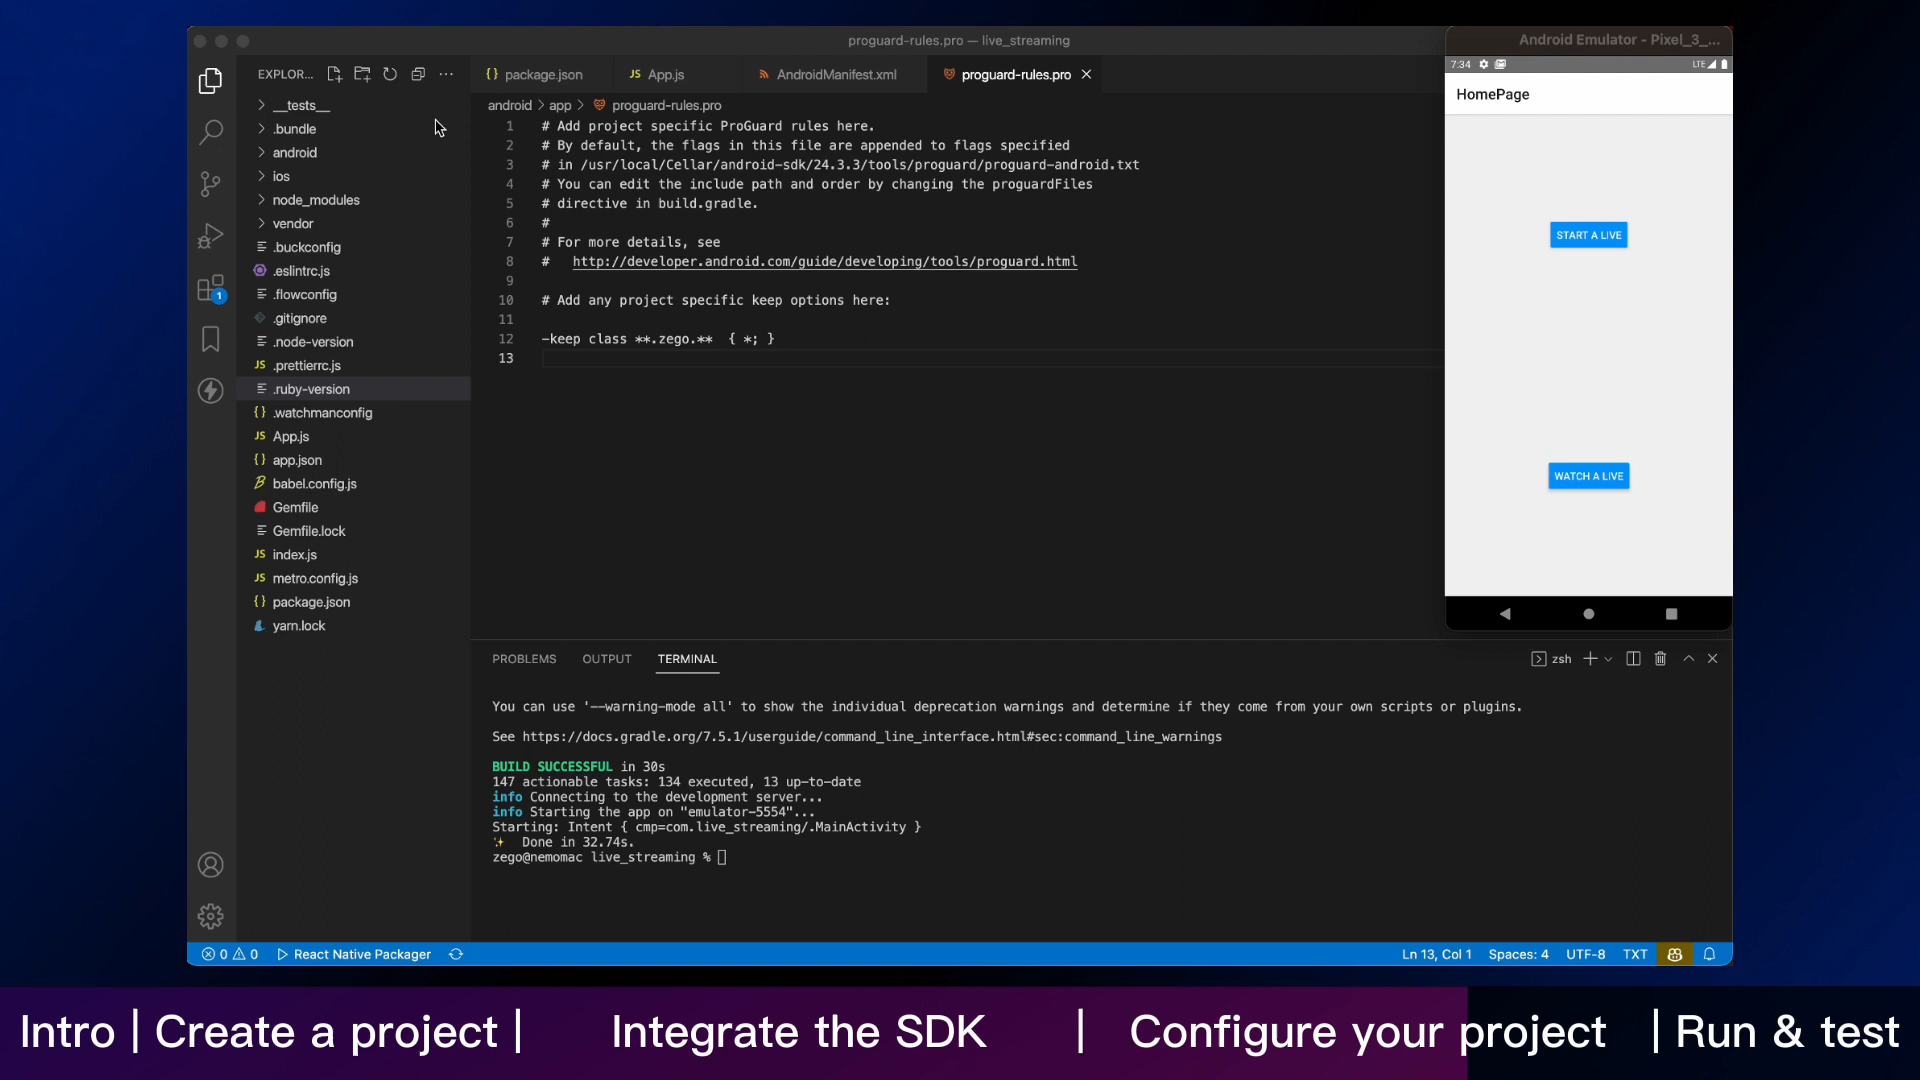 proguard-rules.pro — live_streaming
EXPLOR...
__tests__
.bundle
android
ios
node_modules
vendor
.buckconfig
.eslintrc.js
.flowconfig
.gitignore
.node-version
JS .prettierrc.js
.ruby-version
{} .watchmanconfig
JS App.js
{} app.json
babel.config.js
Gemfile
Gemfile.lock
JS index.js
JS metro.config.js
{} package.json
yarn.lock
1
{} package.json
JS App.js
AndroidManifest.xml
proguard-rules.pro
android > app > proguard-rules.pro
1 # Add project specific ProGuard rules here.
2 # By default, the flags in this file are appended to flags specified
3 # in /usr/local/Cellar/android-sdk/24.3.3/tools/proguard/proguard-android.txt
4 # You can edit the include path and order by changing the proguardFiles
5 # directive in build.gradle.
6 #
7 # For more details, see
8 #   http://developer.android.com/guide/developing/tools/proguard.html
9
10 # Add any project specific keep options here:
11
12 -keep class **.zego.**  { *; }
13
Android Emulator - Pixel_3_...
7:34
LTE
HomePage
START A LIVE
WATCH A LIVE
PROBLEMS OUTPUT TERMINAL
zsh
You can use '--warning-mode all' to show the individual deprecation warnings and determine if they come from your own scripts or plugins.
See https://docs.gradle.org/7.5.1/userguide/command_line_interface.html#sec:command_line_warnings
BUILD SUCCESSFUL in 30s
147 actionable tasks: 134 executed, 13 up-to-date
info Connecting to the development server...
info Starting the app on "emulator-5554"...
Starting: Intent { cmp=com.live_streaming/.MainActivity }
✨ Done in 32.74s.
zego@nemomac live_streaming %
0 0 React Native Packager
Ln 13, Col 1 Spaces: 4 UTF-8 TXT
Intro | Create a project | Integrate the SDK | Configure your project | Run & test